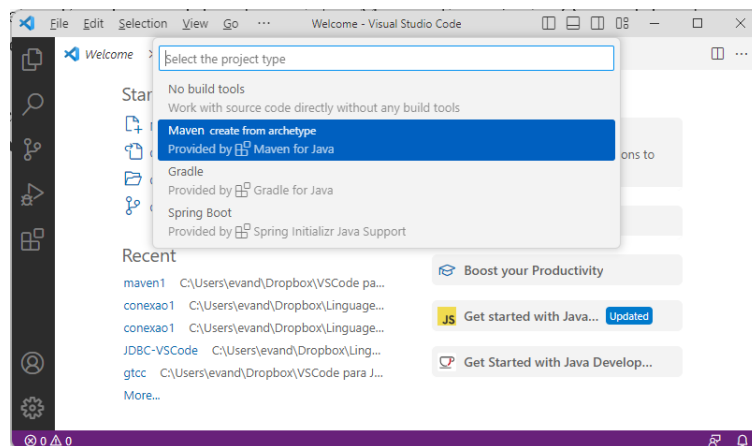 File Edit Selection View Go ··· Welcome - Visual Studio Code
Welcome
Select the project type
No build tools
Work with source code directly without any build tools
Maven create from archetype
Provided by Maven for Java
Gradle
Provided by Gradle for Java
Spring Boot
Provided by Spring Initializr Java Support
Star
ons to
Recent
maven1 C:\Users\evand\Dropbox\VSCode pa...
conexao1 C:\Users\evand\Dropbox\Linguage...
conexao1 C:\Users\evand\Dropbox\Linguage...
JDBC-VSCode C:\Users\evand\Dropbox\Ling...
gtcc C:\Users\evand\Dropbox\VSCode para J...
More...
Boost your Productivity
JS Get started with Java... Updated
Get Started with Java Develop...
0 0